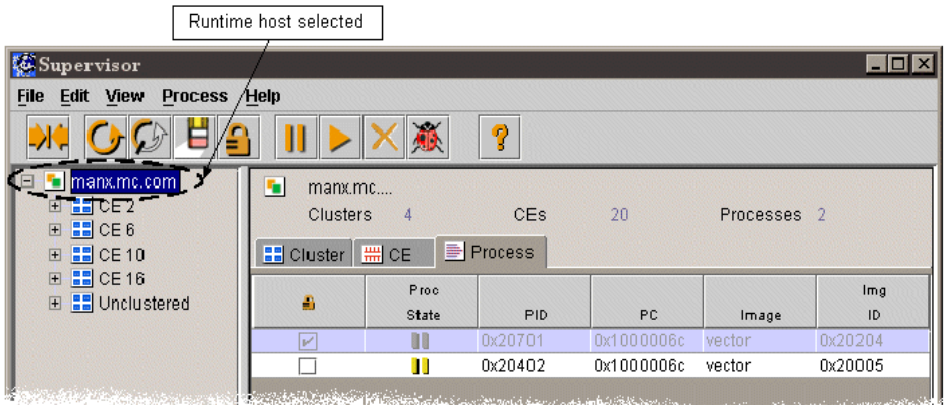 Runtime host selected
Supervisor
File Edit View Process Help
manx.mc.com
CE 2
CE 6
CE 10
CE 16
Unclustered
manx.mc....
Clusters 4 CEs 20 Processes 2
Cluster CE Process
Proc State PID PC Image Img ID
0x20701 0x1000006c vector 0x20204
0x20402 0x1000006c vector 0x20005